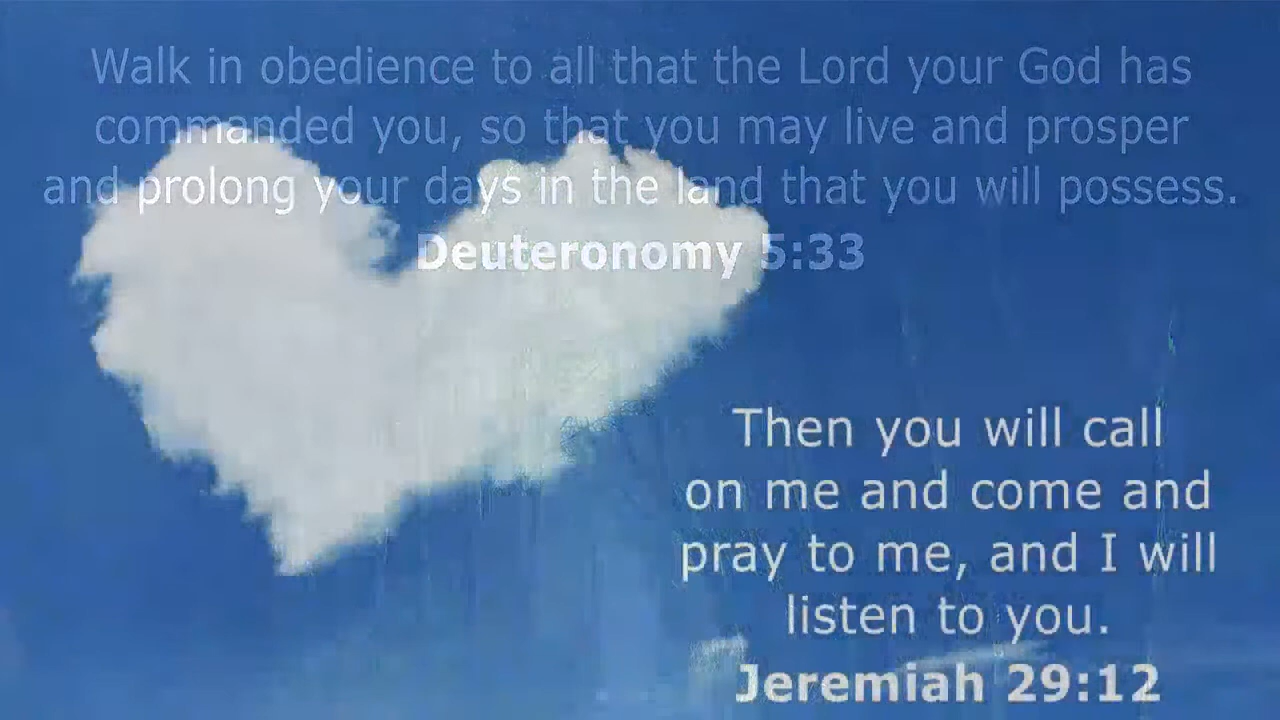 Walk in obedience to all that the Lord your God has
commanded you, so that you may live and prosper
and prolong your days in the land that you will possess.
Deuteronomy 5:33
Then you will call
on me and come and
pray to me, and I will
listen to you.
Jeremiah 29:12